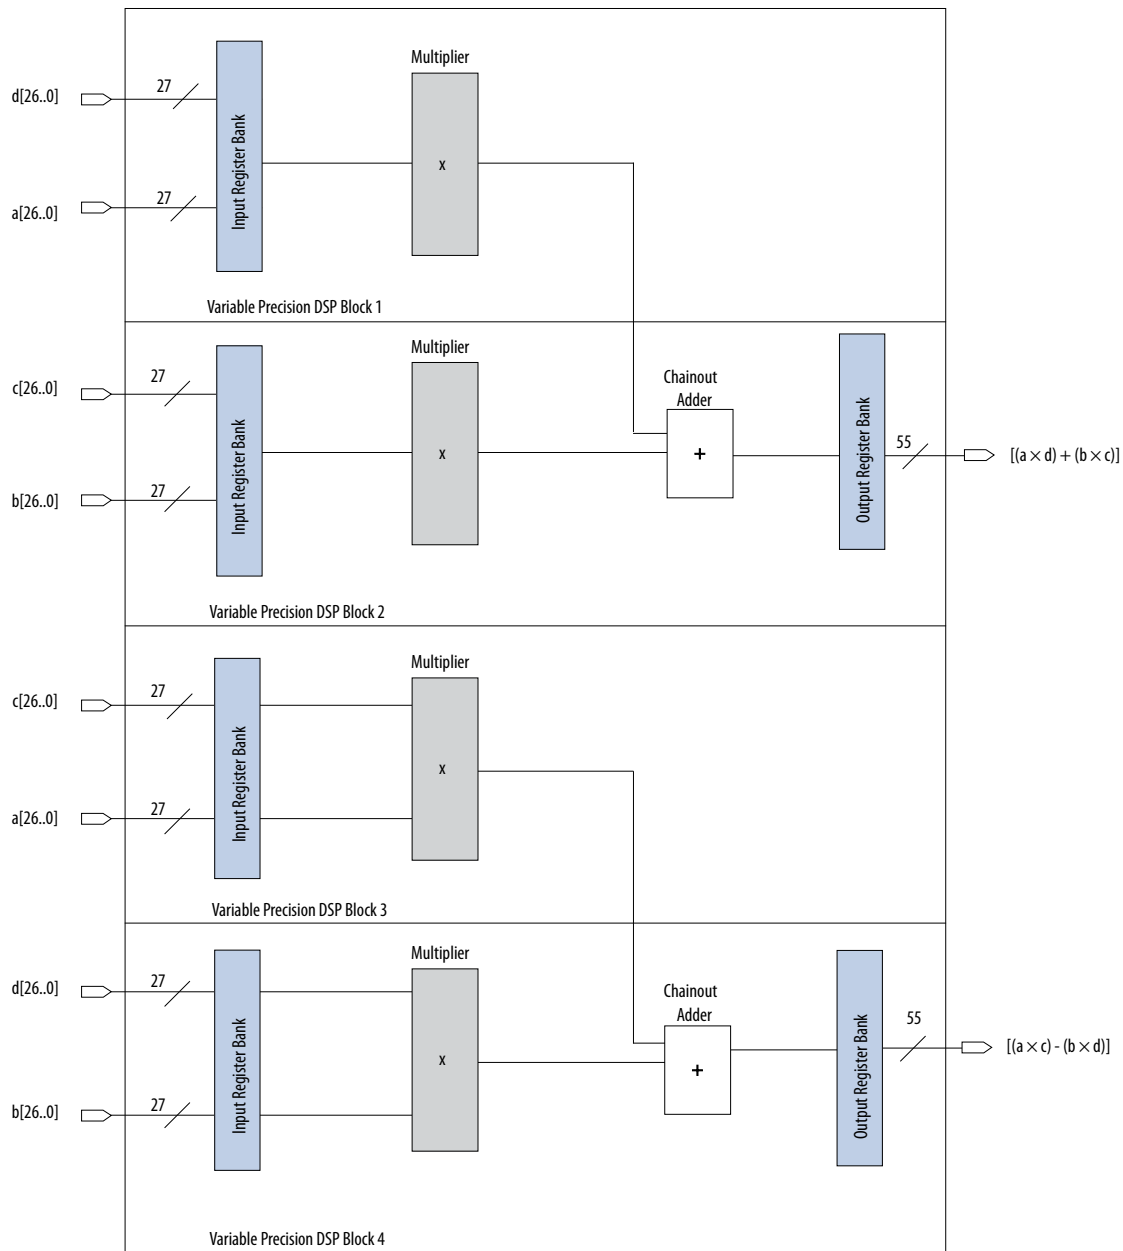 Multiplier
d[26..0]
27
Input Register Bank
x
a[26..0]
27
Variable Precision DSP Block 1
Multiplier
c[26..0]
27
Input Register Bank
x
Chainout
Adder
+
Output Register Bank
55
[(a × d) + (b × c)]
b[26..0]
27
Variable Precision DSP Block 2
Multiplier
c[26..0]
27
Input Register Bank
x
a[26..0]
27
Variable Precision DSP Block 3
Multiplier
d[26..0]
27
Input Register Bank
x
Chainout
Adder
+
Output Register Bank
55
[(a × c) - (b × d)]
b[26..0]
27
Variable Precision DSP Block 4